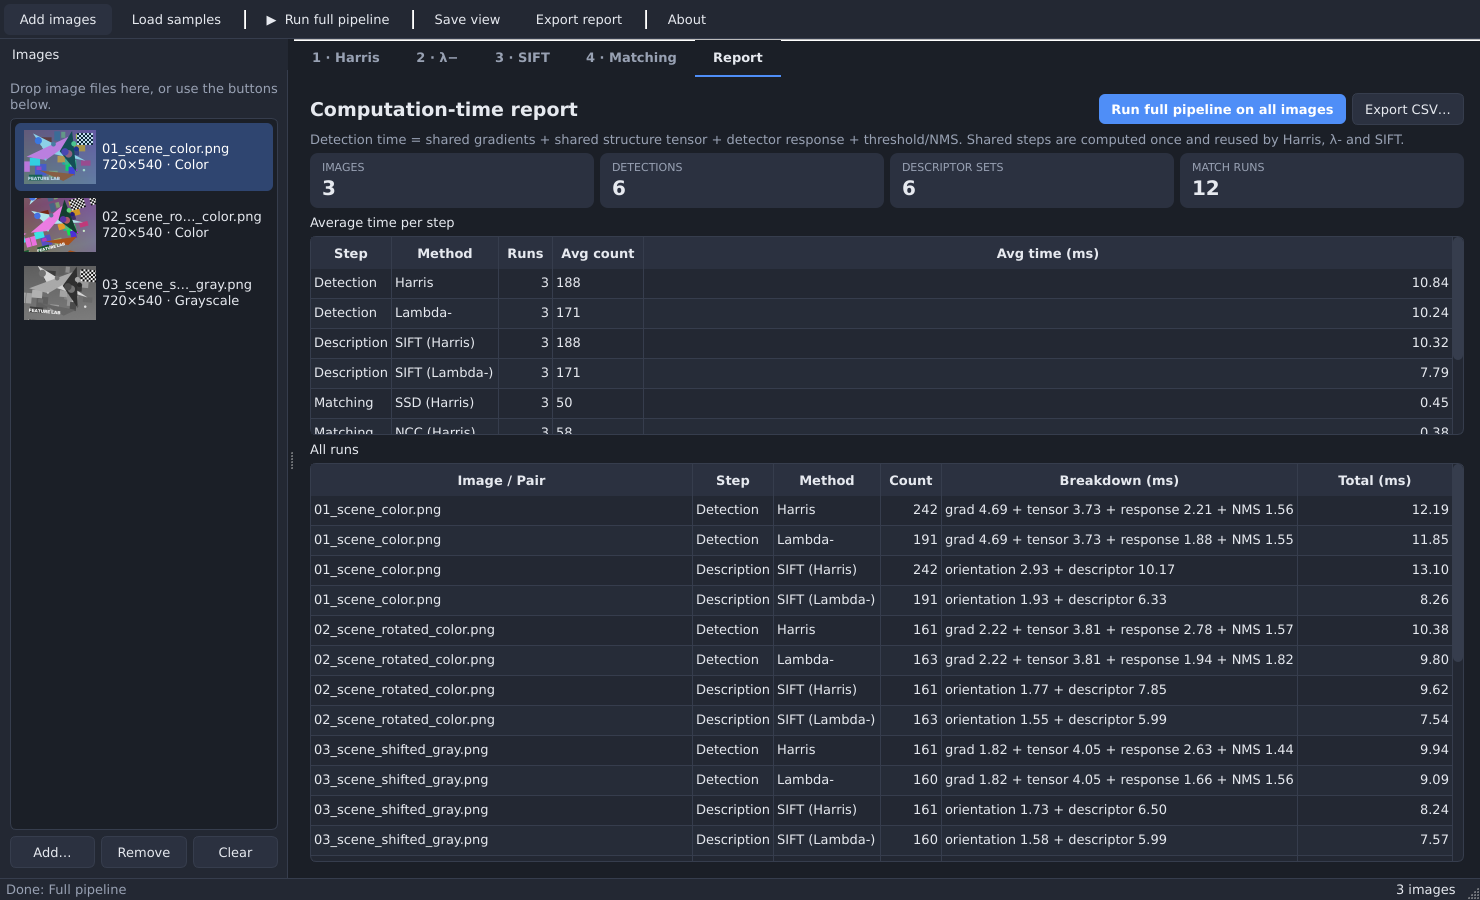 Add images Load samples ▶ Run full pipeline Save view Export report About
Images
Drop image files here, or use the buttons
below.
01_scene_color.png
720×540 · Color
02_scene_ro…_color.png
720×540 · Color
03_scene_s…_gray.png
720×540 · Grayscale
Add… Remove Clear
1 · Harris 2 · λ− 3 · SIFT 4 · Matching Report
Computation-time report
Run full pipeline on all images Export CSV…
Detection time = shared gradients + shared structure tensor + detector response + threshold/NMS. Shared steps are computed once and reused by Harris, λ- and SIFT.
IMAGES DETECTIONS DESCRIPTOR SETS MATCH RUNS
3 6 6 12
Average time per step
Step Method Runs Avg count Avg time (ms)
Detection Harris 3 188 10.84
Detection Lambda- 3 171 10.24
Description SIFT (Harris) 3 188 10.32
Description SIFT (Lambda-) 3 171 7.79
Matching SSD (Harris) 3 50 0.45
Matching NCC (Harris) 3 58 0.38
All runs
Image / Pair Step Method Count Breakdown (ms) Total (ms)
01_scene_color.png Detection Harris 242 grad 4.69 + tensor 3.73 + response 2.21 + NMS 1.56 12.19
01_scene_color.png Detection Lambda- 191 grad 4.69 + tensor 3.73 + response 1.88 + NMS 1.55 11.85
01_scene_color.png Description SIFT (Harris) 242 orientation 2.93 + descriptor 10.17 13.10
01_scene_color.png Description SIFT (Lambda-) 191 orientation 1.93 + descriptor 6.33 8.26
02_scene_rotated_color.png Detection Harris 161 grad 2.22 + tensor 3.81 + response 2.78 + NMS 1.57 10.38
02_scene_rotated_color.png Detection Lambda- 163 grad 2.22 + tensor 3.81 + response 1.94 + NMS 1.82 9.80
02_scene_rotated_color.png Description SIFT (Harris) 161 orientation 1.77 + descriptor 7.85 9.62
02_scene_rotated_color.png Description SIFT (Lambda-) 163 orientation 1.55 + descriptor 5.99 7.54
03_scene_shifted_gray.png Detection Harris 161 grad 1.82 + tensor 4.05 + response 2.63 + NMS 1.44 9.94
03_scene_shifted_gray.png Detection Lambda- 160 grad 1.82 + tensor 4.05 + response 1.66 + NMS 1.56 9.09
03_scene_shifted_gray.png Description SIFT (Harris) 161 orientation 1.73 + descriptor 6.50 8.24
03_scene_shifted_gray.png Description SIFT (Lambda-) 160 orientation 1.58 + descriptor 5.99 7.57
Done: Full pipeline 3 images